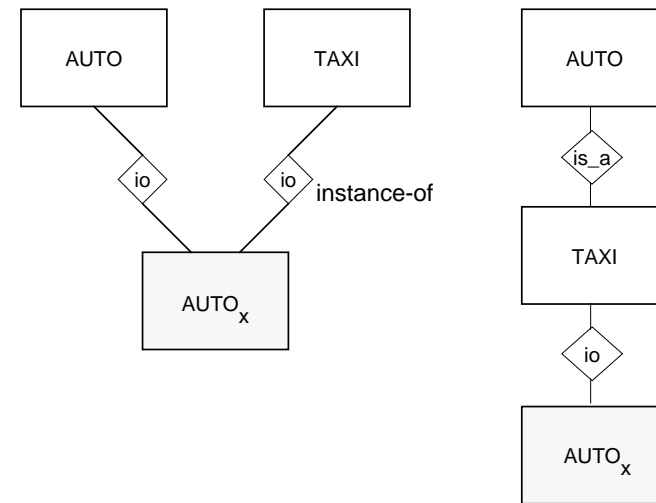 AUTO
TAXI
io
io
instance-of
AUTOx
AUTO
is_a
TAXI
io
AUTOx